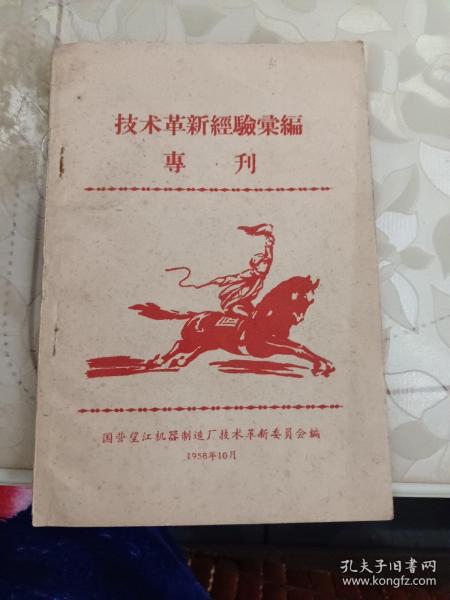 技术革新經驗彙編
專刊
国营望江机器制造厂技术革新委員会編
1958年10月
孔夫子旧书网
www.kongfz.com